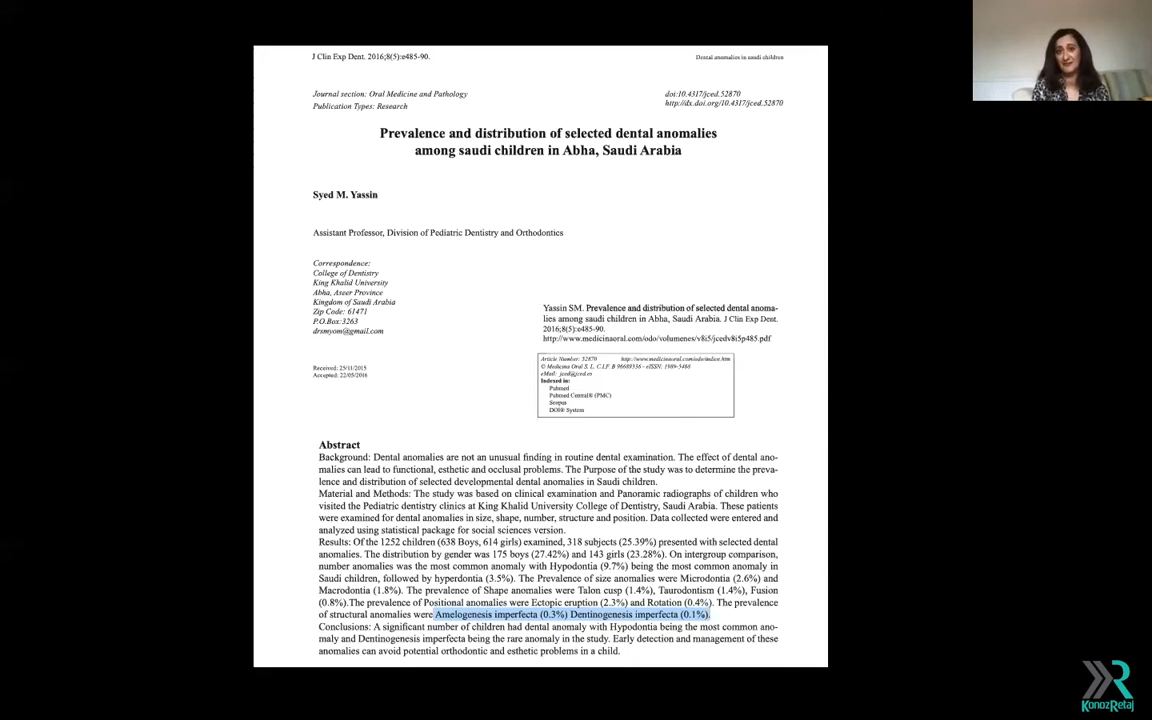 J Clin Exp Dent. 2016;8(5):e485-90.
Dental anomalies in saudi children
Journal section: Oral Medicine and Pathology
Publication Types: Research
doi:10.4317/jced.52870
http://dx.doi.org/10.4317/jced.52870
Prevalence and distribution of selected dental anomalies
among saudi children in Abha, Saudi Arabia
Syed M. Yassin
Assistant Professor, Division of Pediatric Dentistry and Orthodontics
Correspondence:
College of Dentistry
King Khalid University
Abha, Aseer Province
Kingdom of Saudi Arabia
Zip Code: 61471
P.O.Box:3263
drsmyom@gmail.com
Received: 25/11/2015
Accepted: 22/05/2016
Yassin SM. Prevalence and distribution of selected dental anoma-
lies among saudi children in Abha, Saudi Arabia. J Clin Exp Dent.
2016;8(5):e485-90.
http://www.medicinaoral.com/odo/volumenes/v8i5/jcedv8i5p485.pdf
Article Number: 52870 http://www.medicinaoral.com/odo/indice.htm
© Medicina Oral S. L. C.I.F. B 96689336 - eISSN: 1989-5488
eMail: jced@jced.es
Indexed in:
Pubmed
Pubmed Central® (PMC)
Scopus
DOI® System
Abstract
Background: Dental anomalies are not an unusual finding in routine dental examination. The effect of dental ano-
malies can lead to functional, esthetic and occlusal problems. The Purpose of the study was to determine the preva-
lence and distribution of selected developmental dental anomalies in Saudi children.
Material and Methods: The study was based on clinical examination and Panoramic radiographs of children who
visited the Pediatric dentistry clinics at King Khalid University College of Dentistry, Saudi Arabia. These patients
were examined for dental anomalies in size, shape, number, structure and position. Data collected were entered and
analyzed using statistical package for social sciences version.
Results: Of the 1252 children (638 Boys, 614 girls) examined, 318 subjects (25.39%) presented with selected dental
anomalies. The distribution by gender was 175 boys (27.42%) and 143 girls (23.28%). On intergroup comparison,
number anomalies was the most common anomaly with Hypodontia (9.7%) being the most common anomaly in
Saudi children, followed by hyperdontia (3.5%). The Prevalence of size anomalies were Microdontia (2.6%) and
Macrodontia (1.8%). The prevalence of Shape anomalies were Talon cusp (1.4%), Taurodontism (1.4%), Fusion
(0.8%).The prevalence of Positional anomalies were Ectopic eruption (2.3%) and Rotation (0.4%). The prevalence
of structural anomalies were Amelogenesis imperfecta (0.3%) Dentinogenesis imperfecta (0.1%).
Conclusions: A significant number of children had dental anomaly with Hypodontia being the most common ano-
maly and Dentinogenesis imperfecta being the rare anomaly in the study. Early detection and management of these
anomalies can avoid potential orthodontic and esthetic problems in a child.
KonozRetaj